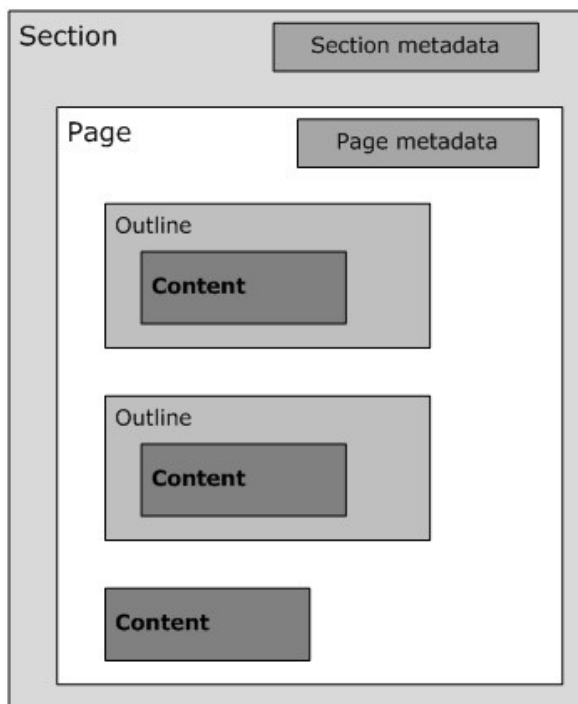 Section
Section metadata
Page
Page metadata
Outline
Content
Outline
Content
Content